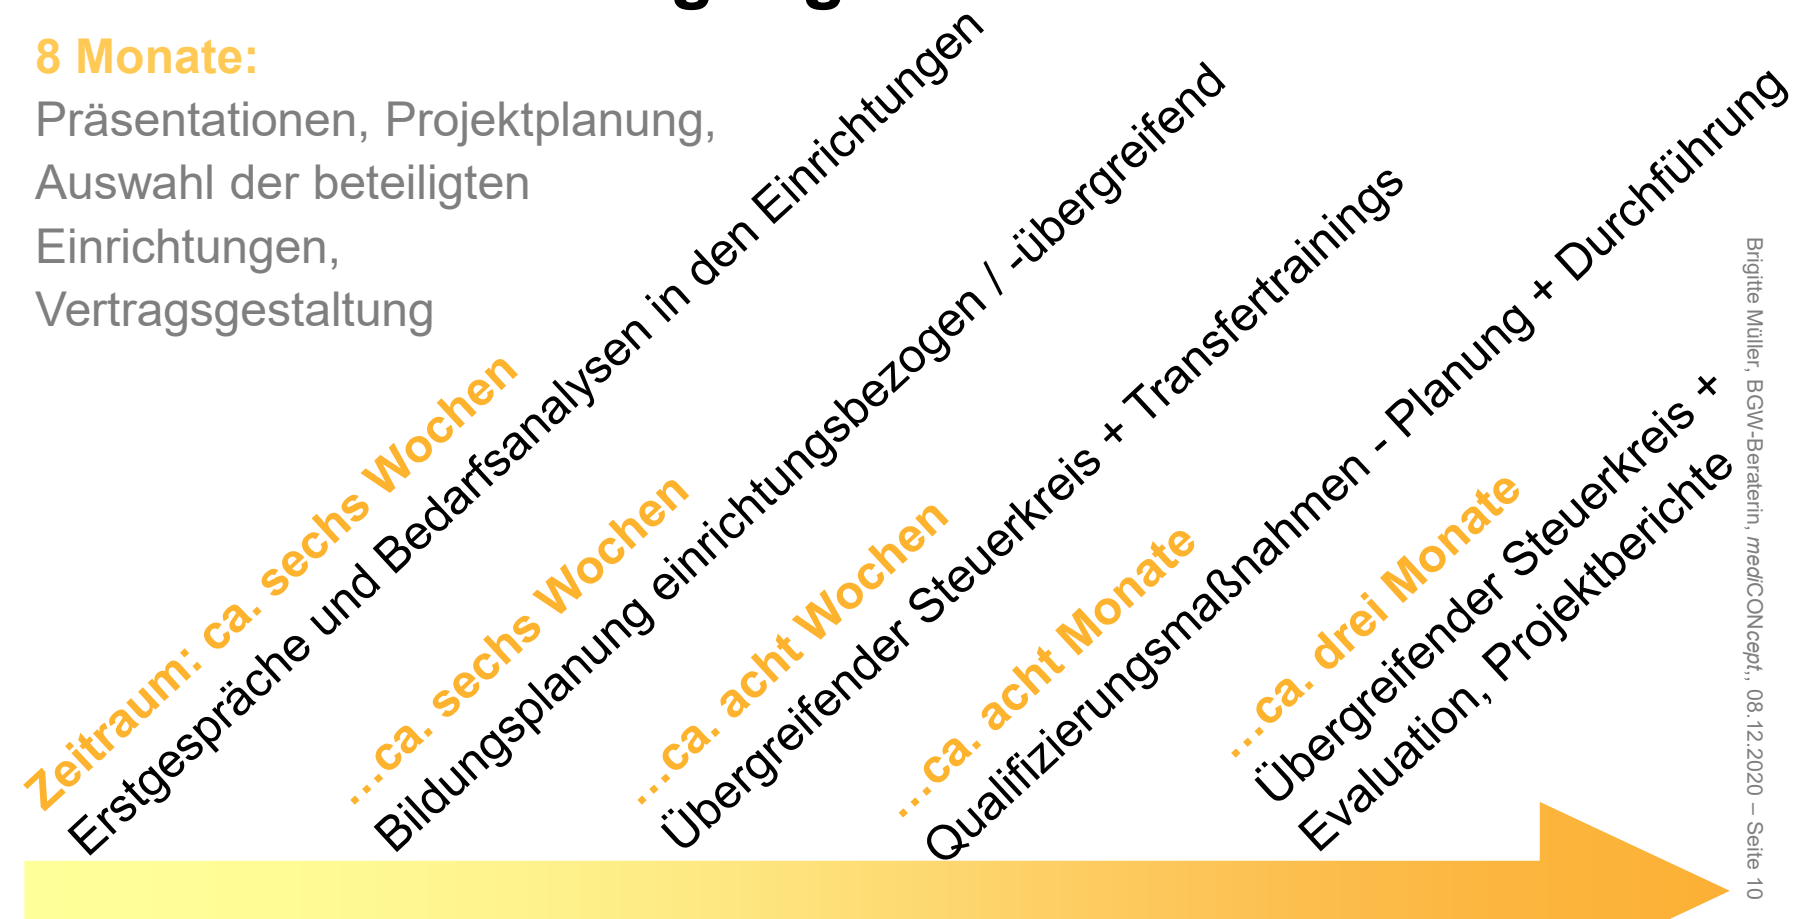 8 Monate:
Präsentationen, Projektplanung,
Auswahl der beteiligten
Einrichtungen,
Vertragsgestaltung
Zeitraum: ca. sechs Wochen
Erstgespräche und Bedarfsanalysen in den Einrichtungen
...ca. sechs Wochen
Bildungsplanung einrichtungsbezogen / -übergreifend
...ca. acht Wochen
Übergreifender Steuerkreis + Transfertrainings
...ca. acht Monate
Qualifizierungsmaßnahmen - Planung + Durchführung
...ca. drei Monate
Übergreifender Steuerkreis +
Evaluation, Projektberichte
Brigitte Müller, BGW-Beraterin, mediCONcept,, 08.12.2020 – Seite 10